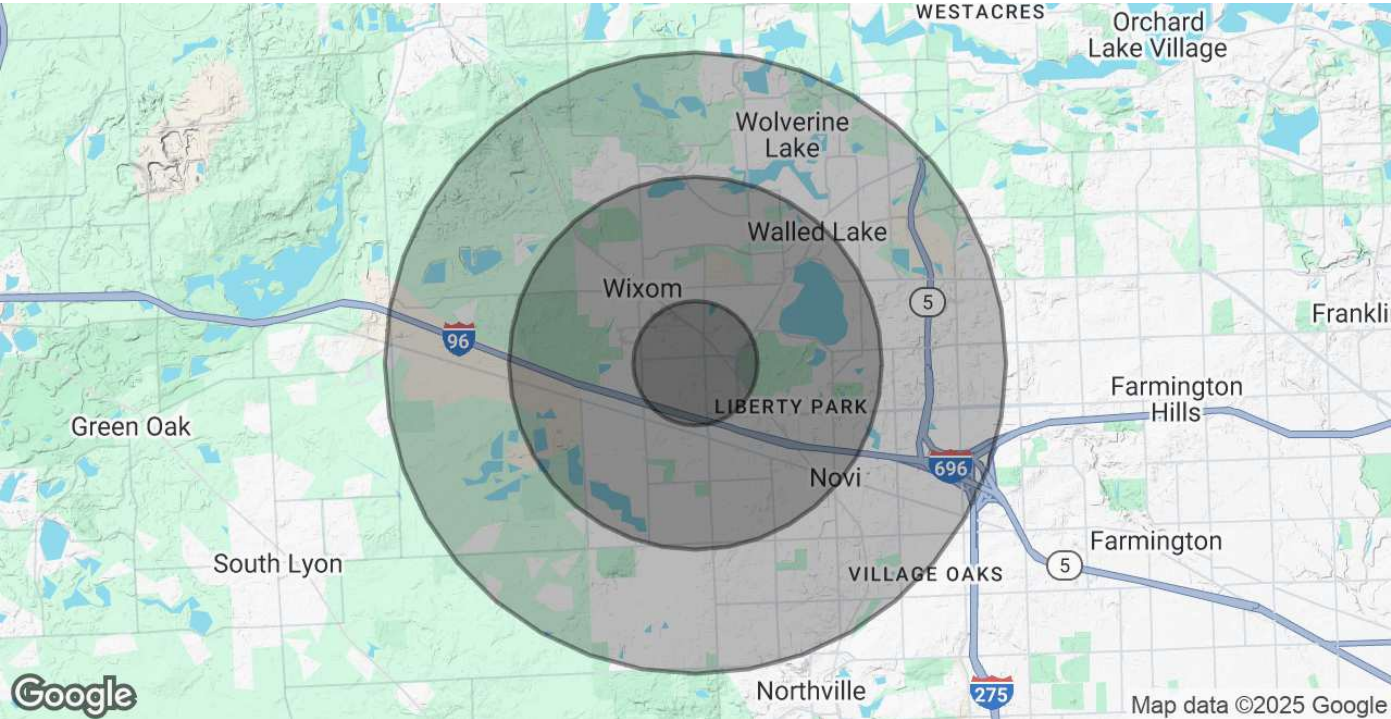 WESTACRES
Orchard
Lake Village
Wolverine
Lake
Walled Lake
Wixom
5
Frankli
96
Farmington
Hills
LIBERTY PARK
Green Oak
696
Novi
Farmington
South Lyon
5
VILLAGE OAKS
Northville
275
Google
Map data ©2025 Google